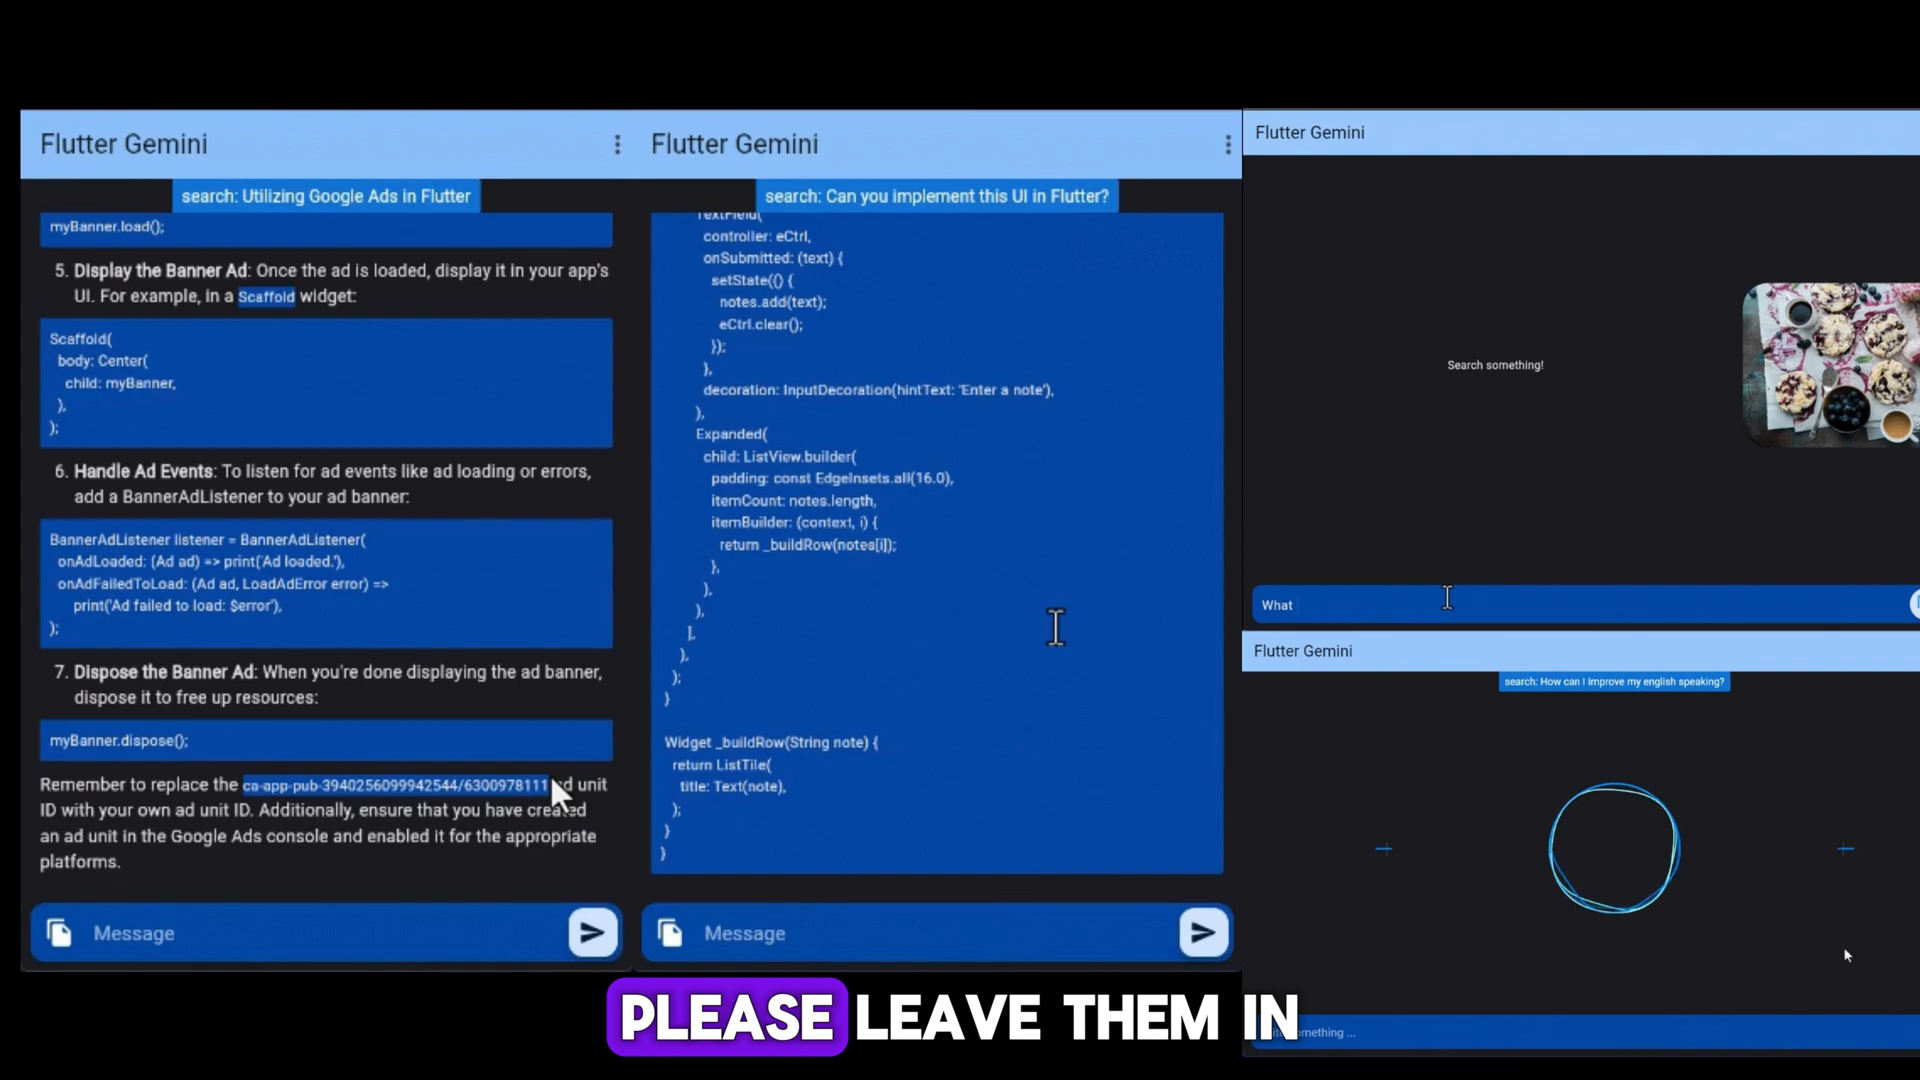 Flutter Gemini
search: Utilizing Google Ads in Flutter
myBanner.load();
5. Display the Banner Ad: Once the ad is loaded, display it in your app's
UI. For example, in a Scaffold widget:
Scaffold(
body: Center(
child: myBanner,
),
);
6. Handle Ad Events: To listen for ad events like ad loading or errors,
add a BannerAdListener to your ad banner:
BannerAdListener listener = BannerAdListener(
onAdLoaded: (Ad ad) => print('Ad loaded.'),
onAdFailedToLoad: (Ad ad, LoadAdError error) =>
print('Ad failed to load: $error'),
);
7. Dispose the Banner Ad: When you're done displaying the ad banner,
dispose it to free up resources:
myBanner.dispose();
Remember to replace the ca-app-pub-3940256099942544/6300978111 ad unit
ID with your own ad unit ID. Additionally, ensure that you have created
an ad unit in the Google Ads console and enabled it for the appropriate
platforms.
Message
Flutter Gemini
search: Can you implement this UI in Flutter?
TextField(
controller: eCtrl,
onSubmitted: (text) {
setState(() {
notes.add(text);
eCtrl.clear();
});
},
decoration: InputDecoration(hintText: 'Enter a note'),
),
Expanded(
child: ListView.builder(
padding: const EdgeInsets.all(16.0),
itemCount: notes.length,
itemBuilder: (context, i) {
return _buildRow(notes[i]);
},
),
),
],
),
);
}
Widget _buildRow(String note) {
return ListTile(
title: Text(note),
);
}
}
Message
Flutter Gemini
Search something!
What
Flutter Gemini
search: How can I improve my english speaking?
something ...
PLEASE LEAVE THEM IN